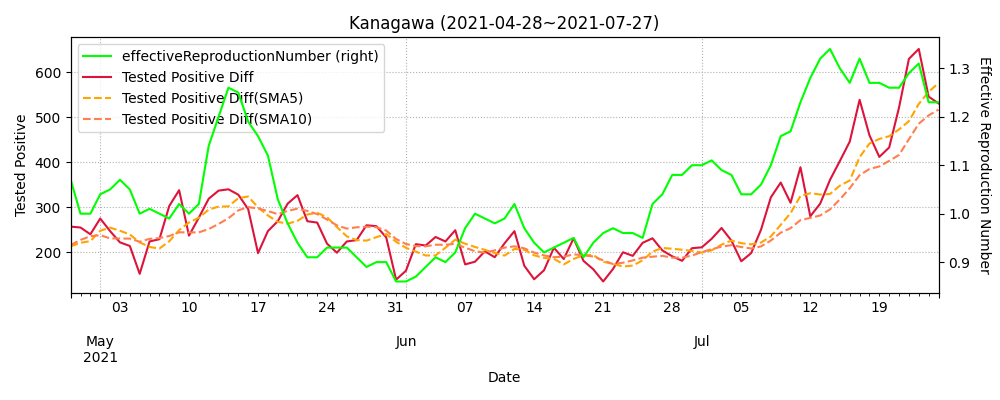 Kanagawa (2021-04-28~2021-07-27)
effectiveReproductionNumber (right)
Tested Positive Diff
Tested Positive Diff(SMA5)
Tested Positive Diff(SMA10)
Tested Positive
600
500
400
300
200
1.3
1.2
1.1
1.0
0.9
Effective Reproduction Number
03 10 17 24 31 07 14 21 28 05 12 19
May Jun Jul
2021
Date